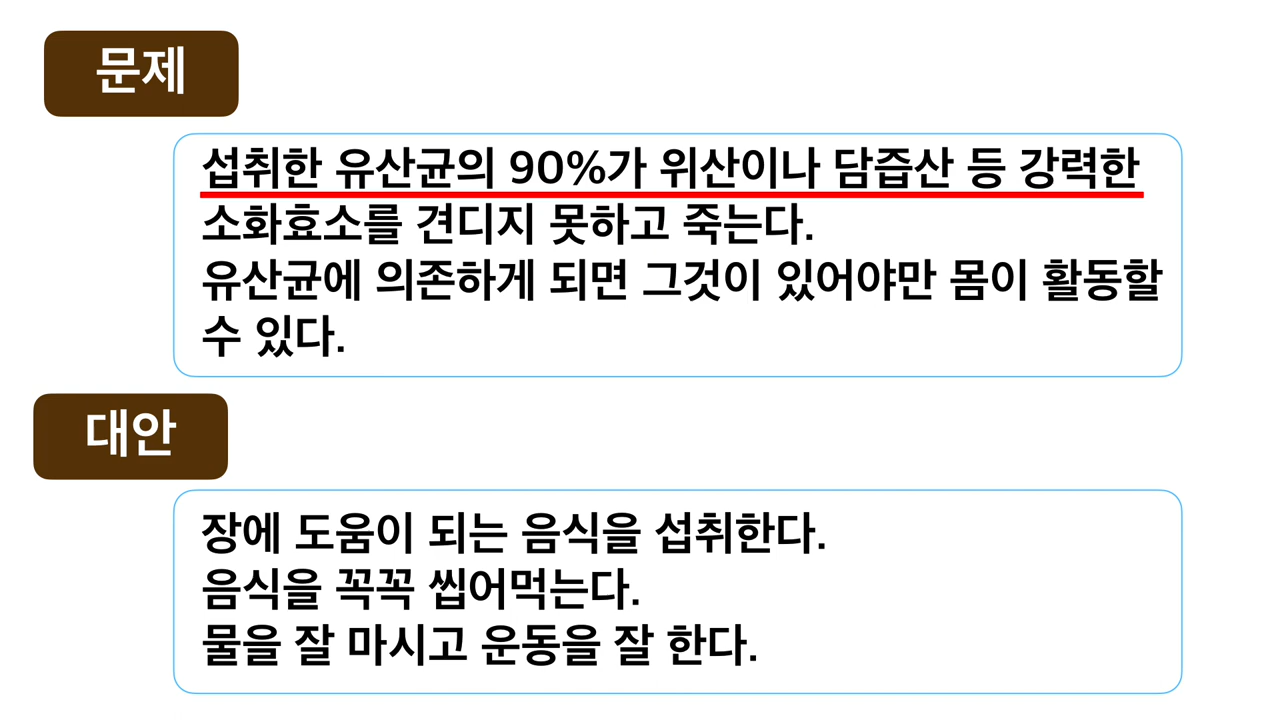 문제
섭취한 유산균의 90%가 위산이나 담즙산 등 강력한
소화효소를 견디지 못하고 죽는다.
유산균에 의존하게 되면 그것이 있어야만 몸이 활동할
수 있다.
대안
장에 도움이 되는 음식을 섭취한다.
음식을 꼭꼭 씹어먹는다.
물을 잘 마시고 운동을 잘 한다.